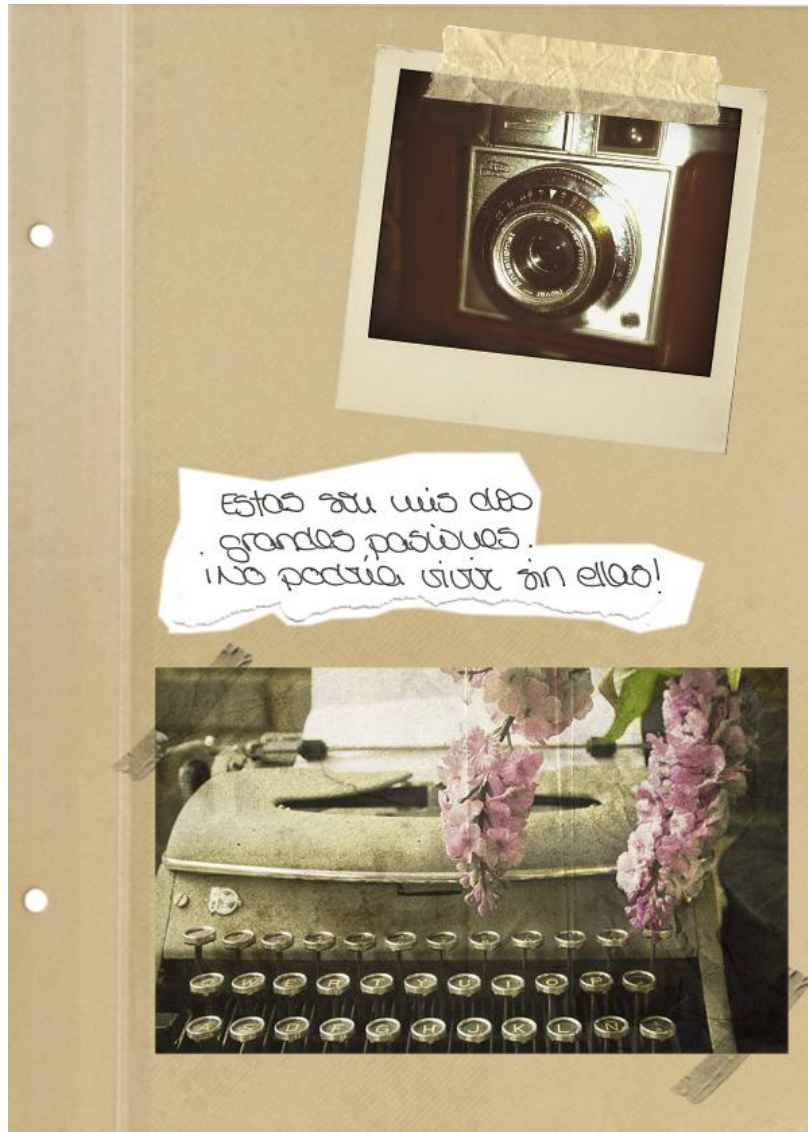 Estas son mis dos
grandes pasiones.
¡No podría vivir sin ellas!
Q W E R T Y U I O P
A S D F G H J K L Ñ